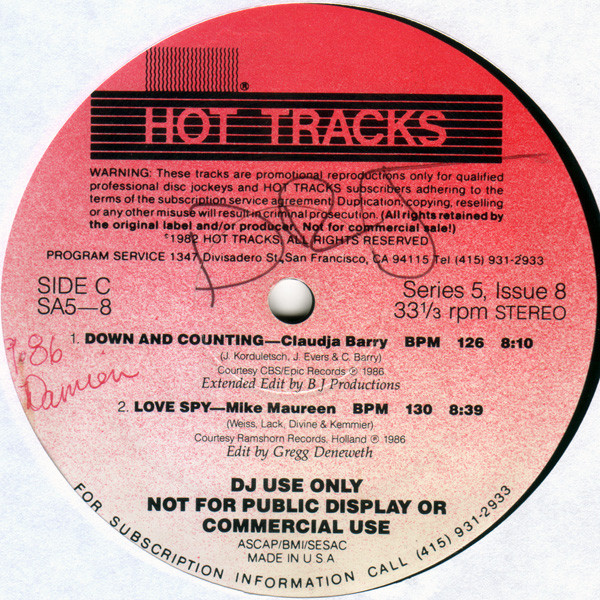 ®
HOT TRACKS
WARNING: These tracks are promotional reproductions only for qualified
professional disc jockeys and HOT TRACKS subscribers adhering to the
terms of the subscription service agreement. Duplication, copying, reselling
or any other misuse will result in criminal prosecution. (All rights retained by
the original label and/or producer. Not for commercial sale!)
©1982 HOT TRACKS, ALL RIGHTS RESERVED
PROGRAM SERVICE 1347 Divisadero St, San Francisco, CA 94115 Tel (415) 931-2933
SIDE C
SA5—8
Series 5, Issue 8
33⅓ rpm STEREO
1. DOWN AND COUNTING—Claudja Barry BPM 126 8:10
(J. Korduletsch, J. Evers & C. Barry)
Courtesy CBS/Epic Records ℗ 1986
Extended Edit by B J Productions
9.86
Damien
2. LOVE SPY—Mike Maureen BPM 130 8:39
(Weiss, Lack, Divine & Kemmier)
Courtesy Ramshorn Records, Holland ℗ 1986
Edit by Gregg Deneweth
DJ USE ONLY
NOT FOR PUBLIC DISPLAY OR
COMMERCIAL USE
ASCAP/BMI/SESAC
MADE IN U S A
FOR SUBSCRIPTION INFORMATION CALL (415) 931-2933